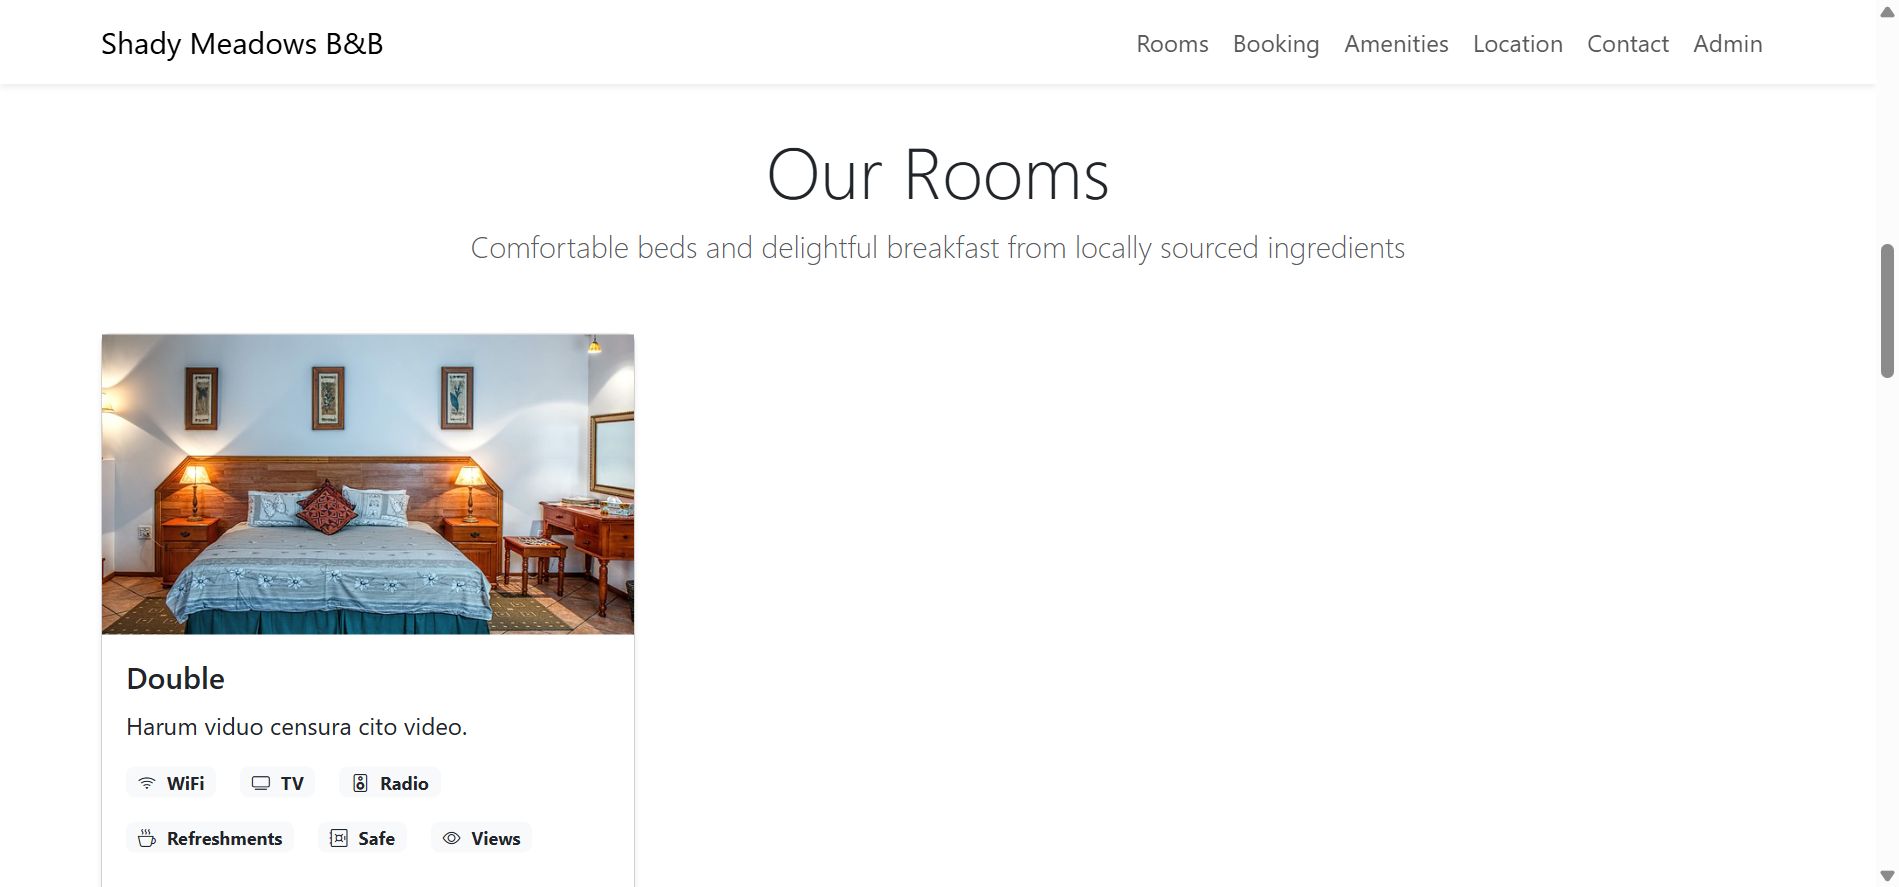 Shady Meadows B&B
Rooms Booking Amenities Location Contact Admin
Our Rooms
Comfortable beds and delightful breakfast from locally sourced ingredients
Double
Harum viduo censura cito video.
WiFi TV Radio
Refreshments Safe Views